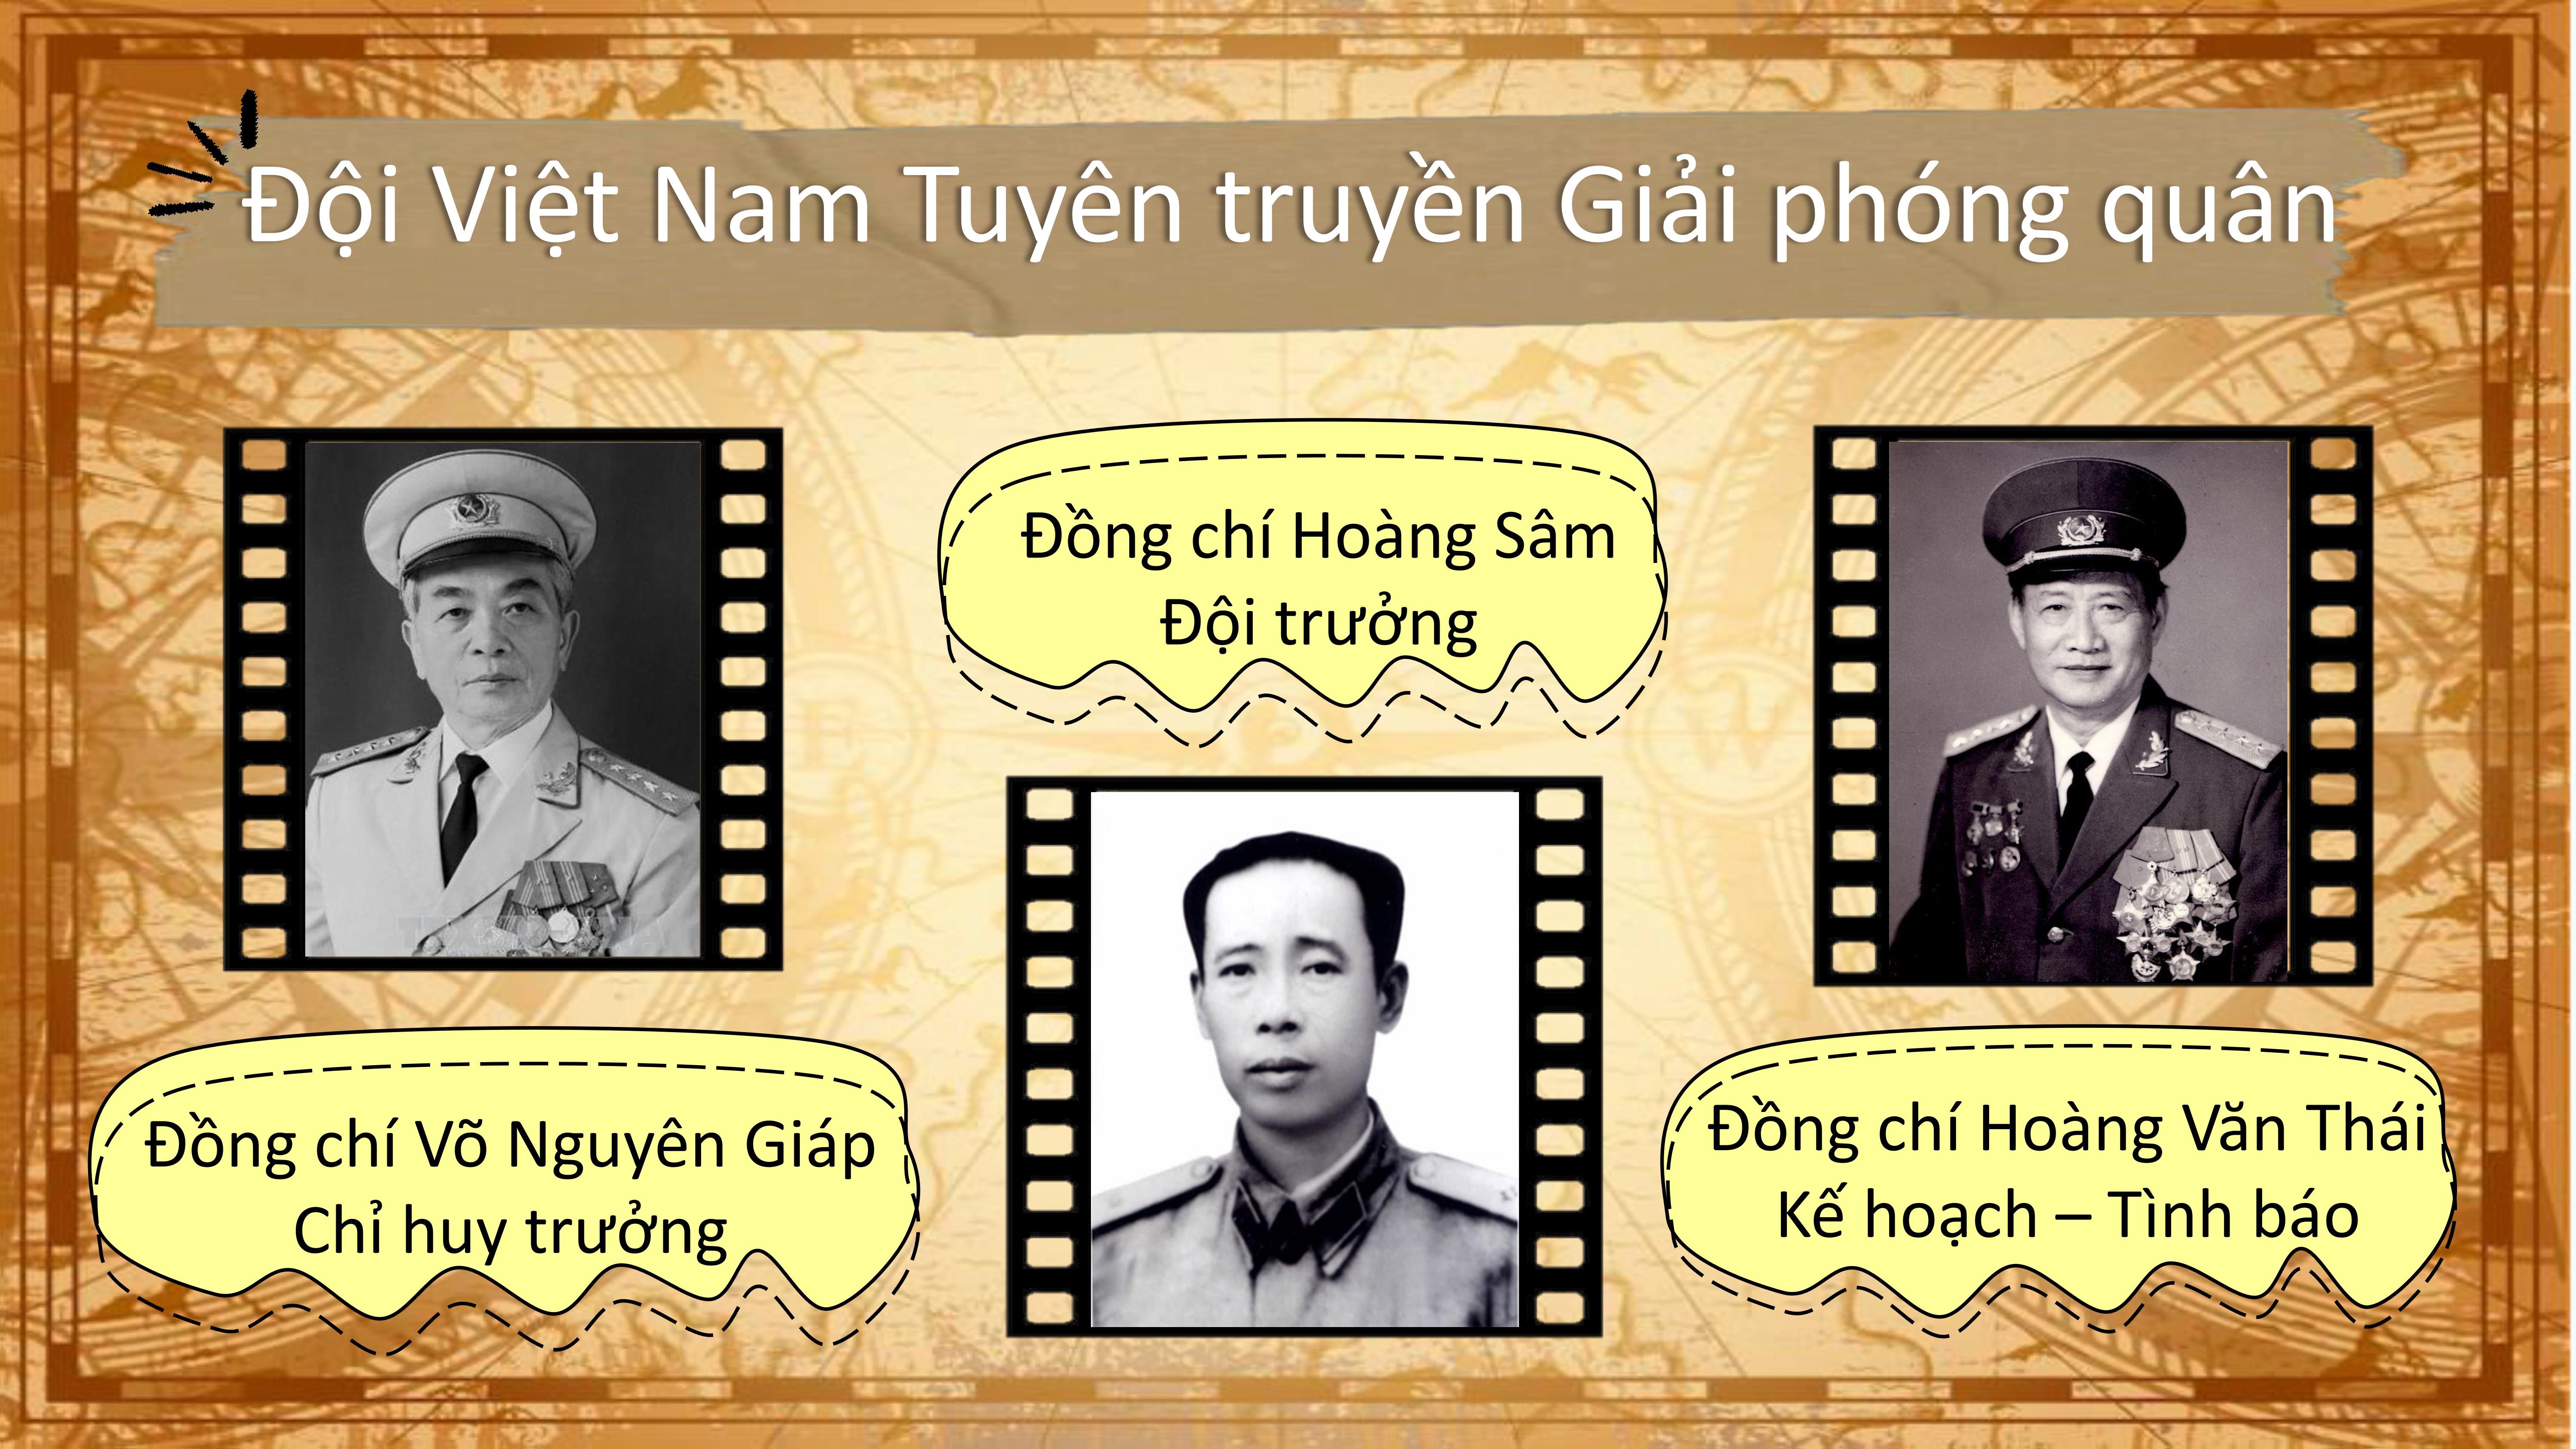 Đội Việt Nam Tuyên truyền Giải phóng quân
Đồng chí Hoàng Sâm
Đội trưởng
Đồng chí Võ Nguyên Giáp
Chỉ huy trưởng
Đồng chí Hoàng Văn Thái
Kế hoạch – Tình báo